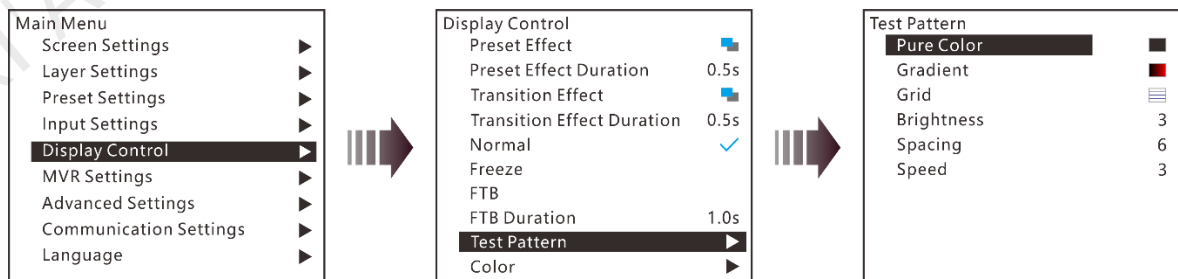 Main Menu
Screen Settings
Layer Settings
Preset Settings
Input Settings
Display Control
MVR Settings
Advanced Settings
Communication Settings
Language
Display Control
Preset Effect
Preset Effect Duration 0.5s
Transition Effect
Transition Effect Duration 0.5s
Normal
Freeze
FTB
FTB Duration 1.0s
Test Pattern
Color
Test Pattern
Pure Color
Gradient
Grid
Brightness 3
Spacing 6
Speed 3